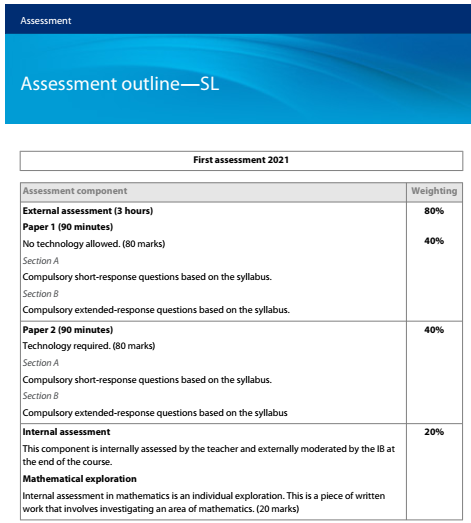 Assessment
Assessment outline—SL
First assessment 2021
Assessment component Weighting
External assessment (3 hours) 80%
Paper 1 (90 minutes)
No technology allowed. (80 marks) 40%
Section A
Compulsory short-response questions based on the syllabus.
Section B
Compulsory extended-response questions based on the syllabus.
Paper 2 (90 minutes) 40%
Technology required. (80 marks)
Section A
Compulsory short-response questions based on the syllabus.
Section B
Compulsory extended-response questions based on the syllabus
Internal assessment 20%
This component is internally assessed by the teacher and externally moderated by the IB at
the end of the course.
Mathematical exploration
Internal assessment in mathematics is an individual exploration. This is a piece of written
work that involves investigating an area of mathematics. (20 marks)